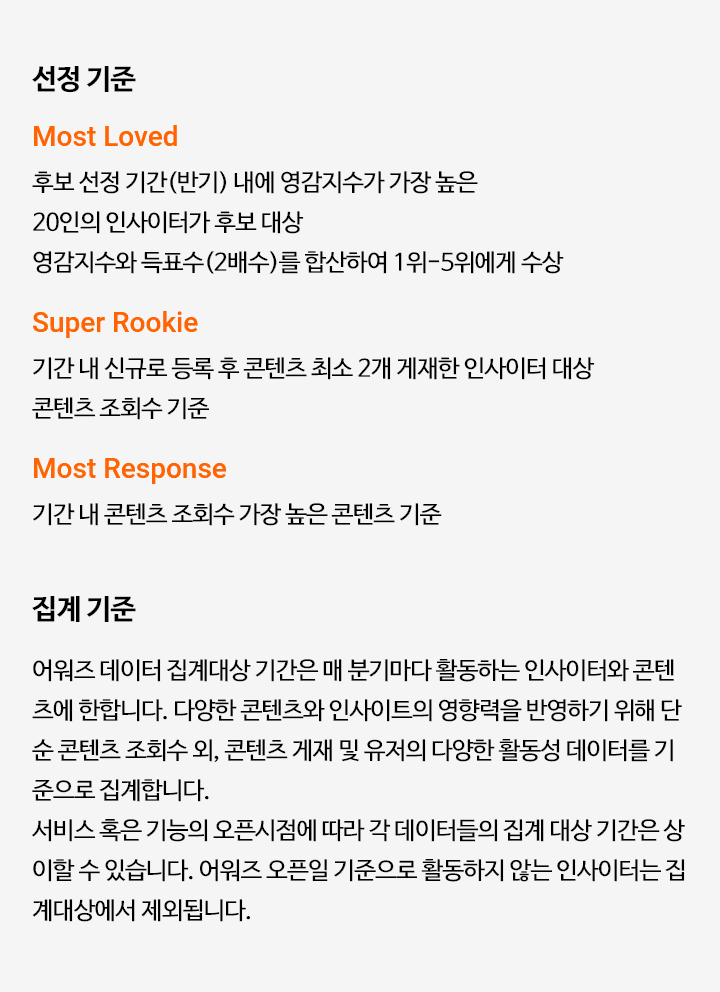 선정 기준
Most Loved
후보 선정 기간(반기) 내에 영감지수가 가장 높은
20인의 인사이터가 후보 대상
영감지수와 득표수(2배수)를 합산하여 1위-5위에게 수상
Super Rookie
기간 내 신규로 등록 후 콘텐츠 최소 2개 게재한 인사이터 대상
콘텐츠 조회수 기준
Most Response
기간 내 콘텐츠 조회수 가장 높은 콘텐츠 기준
집계 기준
어워즈 데이터 집계대상 기간은 매 분기마다 활동하는 인사이터와 콘텐
츠에 한합니다. 다양한 콘텐츠와 인사이트의 영향력을 반영하기 위해 단
순 콘텐츠 조회수 외, 콘텐츠 게재 및 유저의 다양한 활동성 데이터를 기
준으로 집계합니다.
서비스 혹은 기능의 오픈시점에 따라 각 데이터들의 집계 대상 기간은 상
이할 수 있습니다. 어워즈 오픈일 기준으로 활동하지 않는 인사이터는 집
계대상에서 제외됩니다.